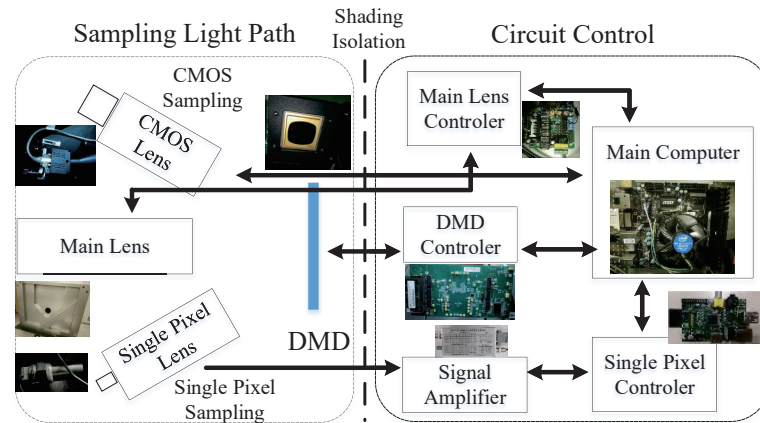 Sampling Light Path
Shading
Isolation
Circuit Control
CMOS
Sampling
CMOS
Lens
Main Lens
Single Pixel
Lens
Single Pixel
Sampling
DMD
Main Lens
Controler
Main Computer
DMD
Controler
Signal
Amplifier
Single Pixel
Controler